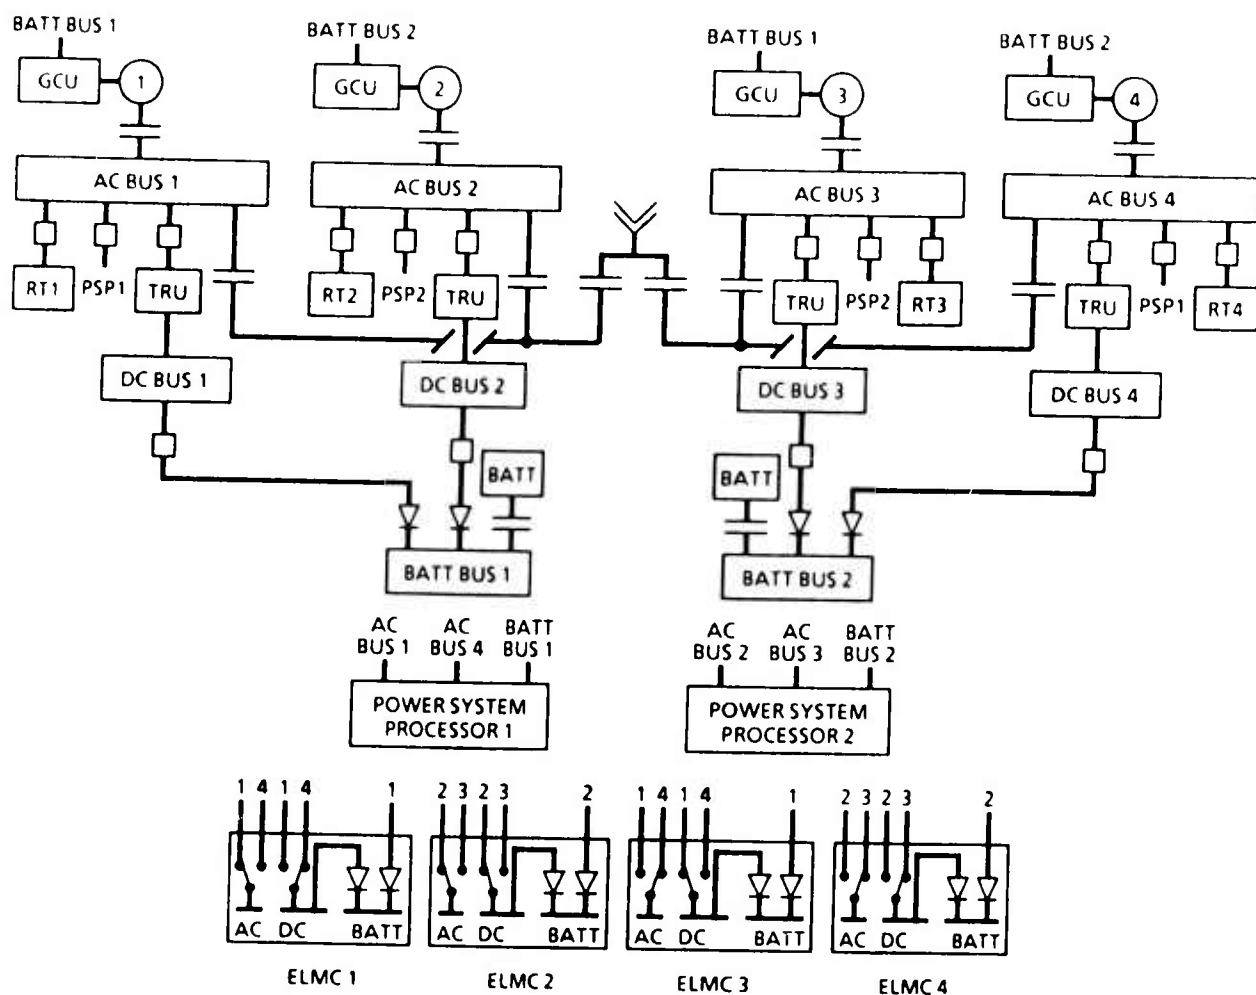 BATT BUS 1
BATT BUS 2
BATT BUS 1
BATT BUS 2
GCU
1
GCU
2
GCU
3
GCU
4
AC BUS 1
AC BUS 2
AC BUS 3
AC BUS 4
RT1
PSP1
TRU
RT2
PSP2
TRU
TRU
PSP2
RT3
TRU
PSP1
RT4
DC BUS 1
DC BUS 2
DC BUS 3
DC BUS 4
BATT
BATT
BATT BUS 1
BATT BUS 2
AC
BUS 1
AC
BUS 4
BATT
BUS 1
AC
BUS 2
AC
BUS 3
BATT
BUS 2
POWER SYSTEM
PROCESSOR 1
POWER SYSTEM
PROCESSOR 2
1 4 1 4 1
2 3 2 3 2
1 4 1 4 1
2 3 2 3 2
AC DC BATT
AC DC BATT
AC DC BATT
AC DC BATT
ELMC 1
ELMC 2
ELMC 3
ELMC 4